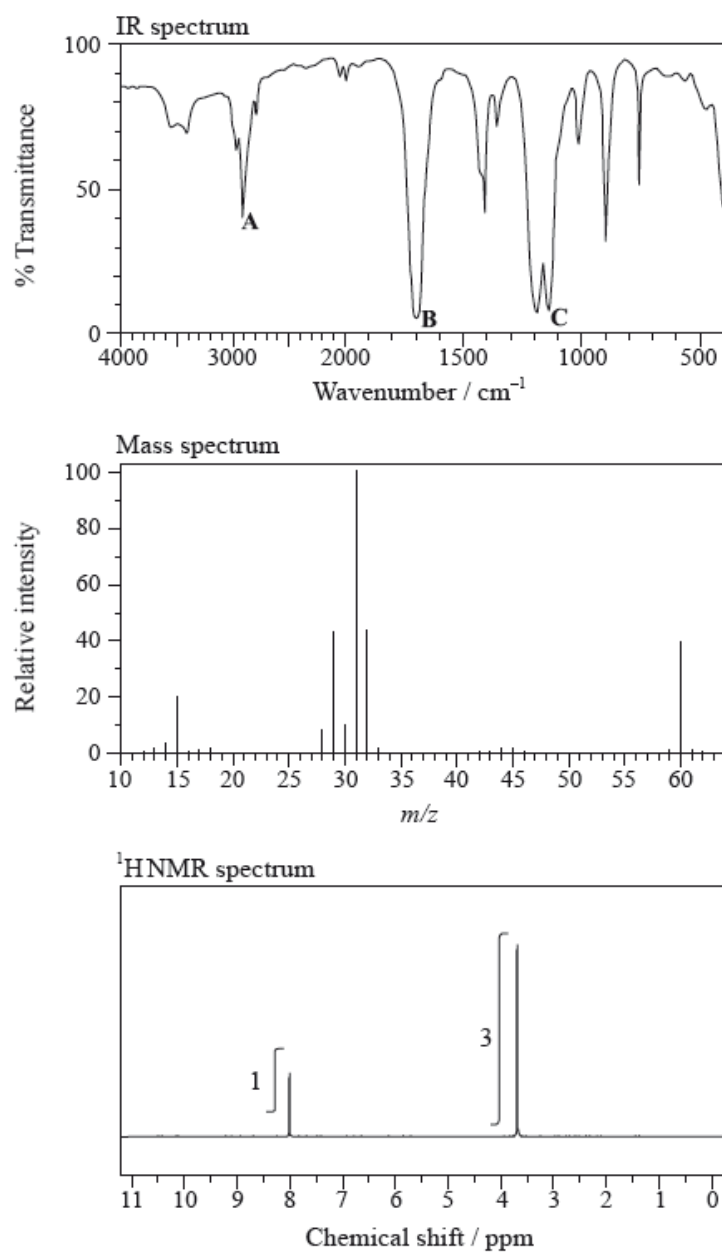 IR spectrum
100
50
0
% Transmittance
A
B
C
4000 3000 2000 1500 1000 500
Wavenumber / cm⁻¹
Mass spectrum
100
80
60
40
20
0
Relative intensity
10 15 20 25 30 35 40 45 50 55 60
m/z
¹H NMR spectrum
3
1
11 10 9 8 7 6 5 4 3 2 1 0
Chemical shift / ppm